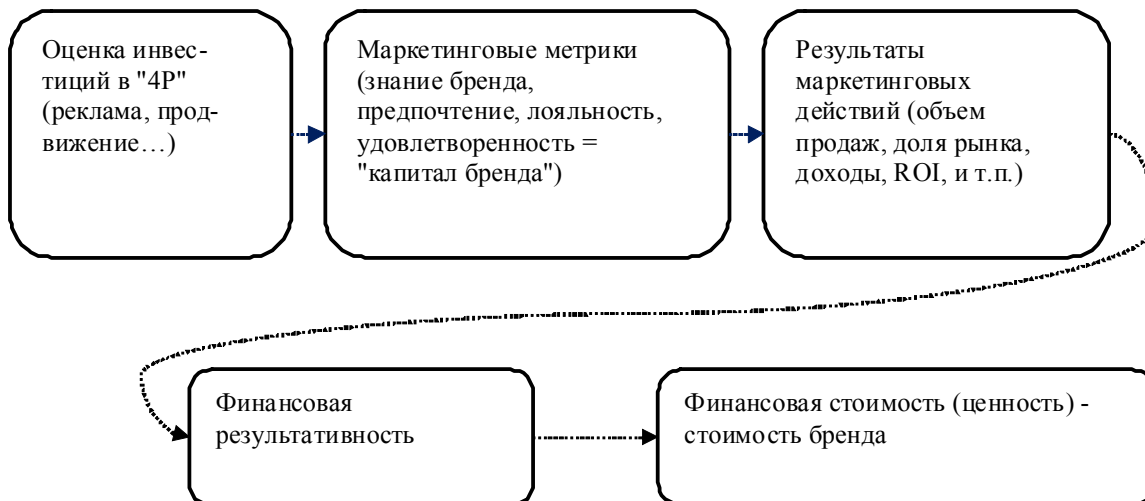 Оценка инвес-
тиций в "4Р"
(реклама, прод-
вижение…)
Маркетинговые метрики
(знание бренда,
предпочтение, лояльность,
удовлетворенность =
"капитал бренда")
Результаты
маркетинговых
действий (объем
продаж, доля рынка,
доходы, ROI, и т.п.)
Финансовая
результативность
Финансовая стоимость (ценность) -
стоимость бренда